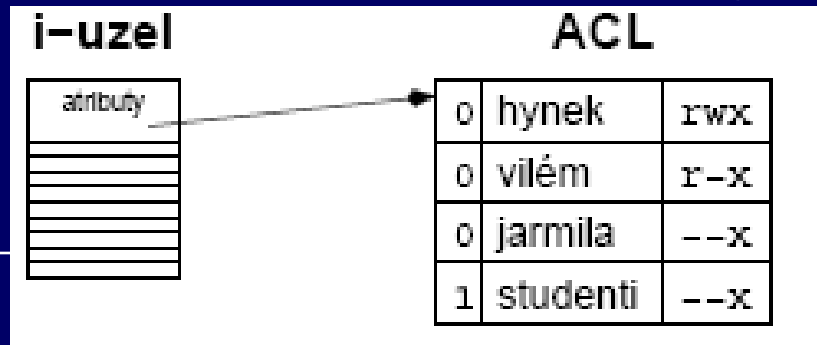 i-uzel ACL
atributy
0 hynek rwx
0 vilém r-x
0 jarmila --x
1 studenti --x